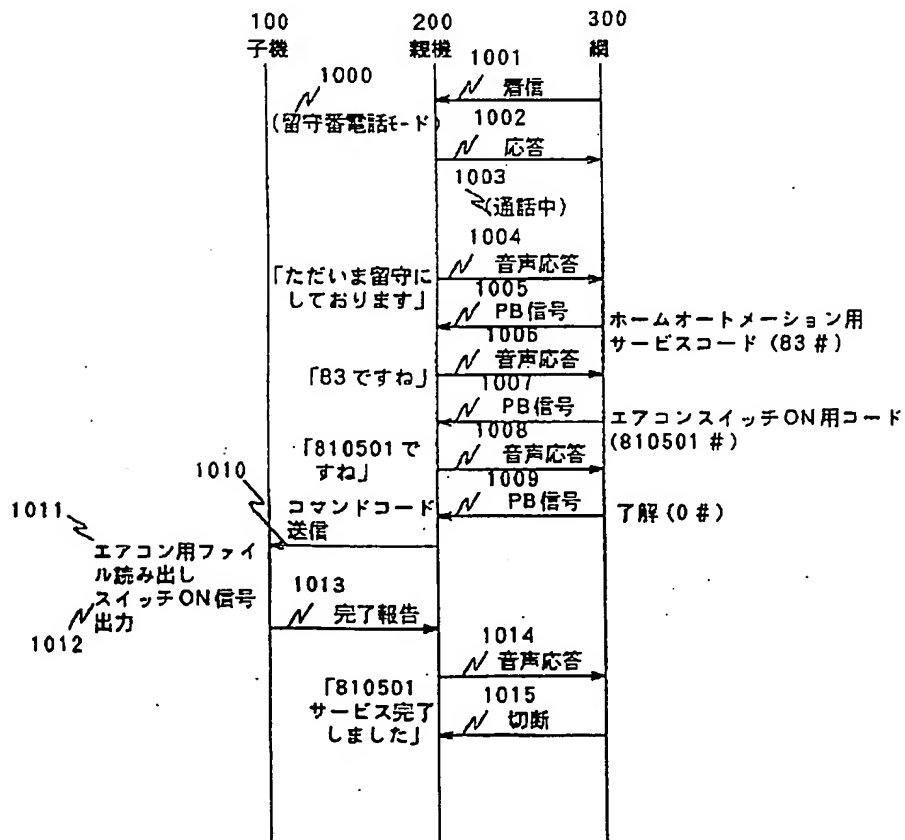 100 200 300
子機 親機 網
1001
着信
1000
(留守番電話モード)
1002
応答
1003
(通話中)
1004
音声応答
「ただいま留守に
しております」
1005
PB信号
ホームオートメーション用
サービスコード (83#)
1006
音声応答
「83ですね」
1007
PB信号
エアコンスイッチON用コード
(810501#)
1008
音声応答
「810501で
すね」
1009
PB信号
了解 (0#)
1010
コマンドコード
送信
1011
エアコン用ファイ
ル読み出し
スイッチON信号
出力
1012
1013
完了報告
1014
音声応答
「810501
サービス完了
しました」
1015
切断